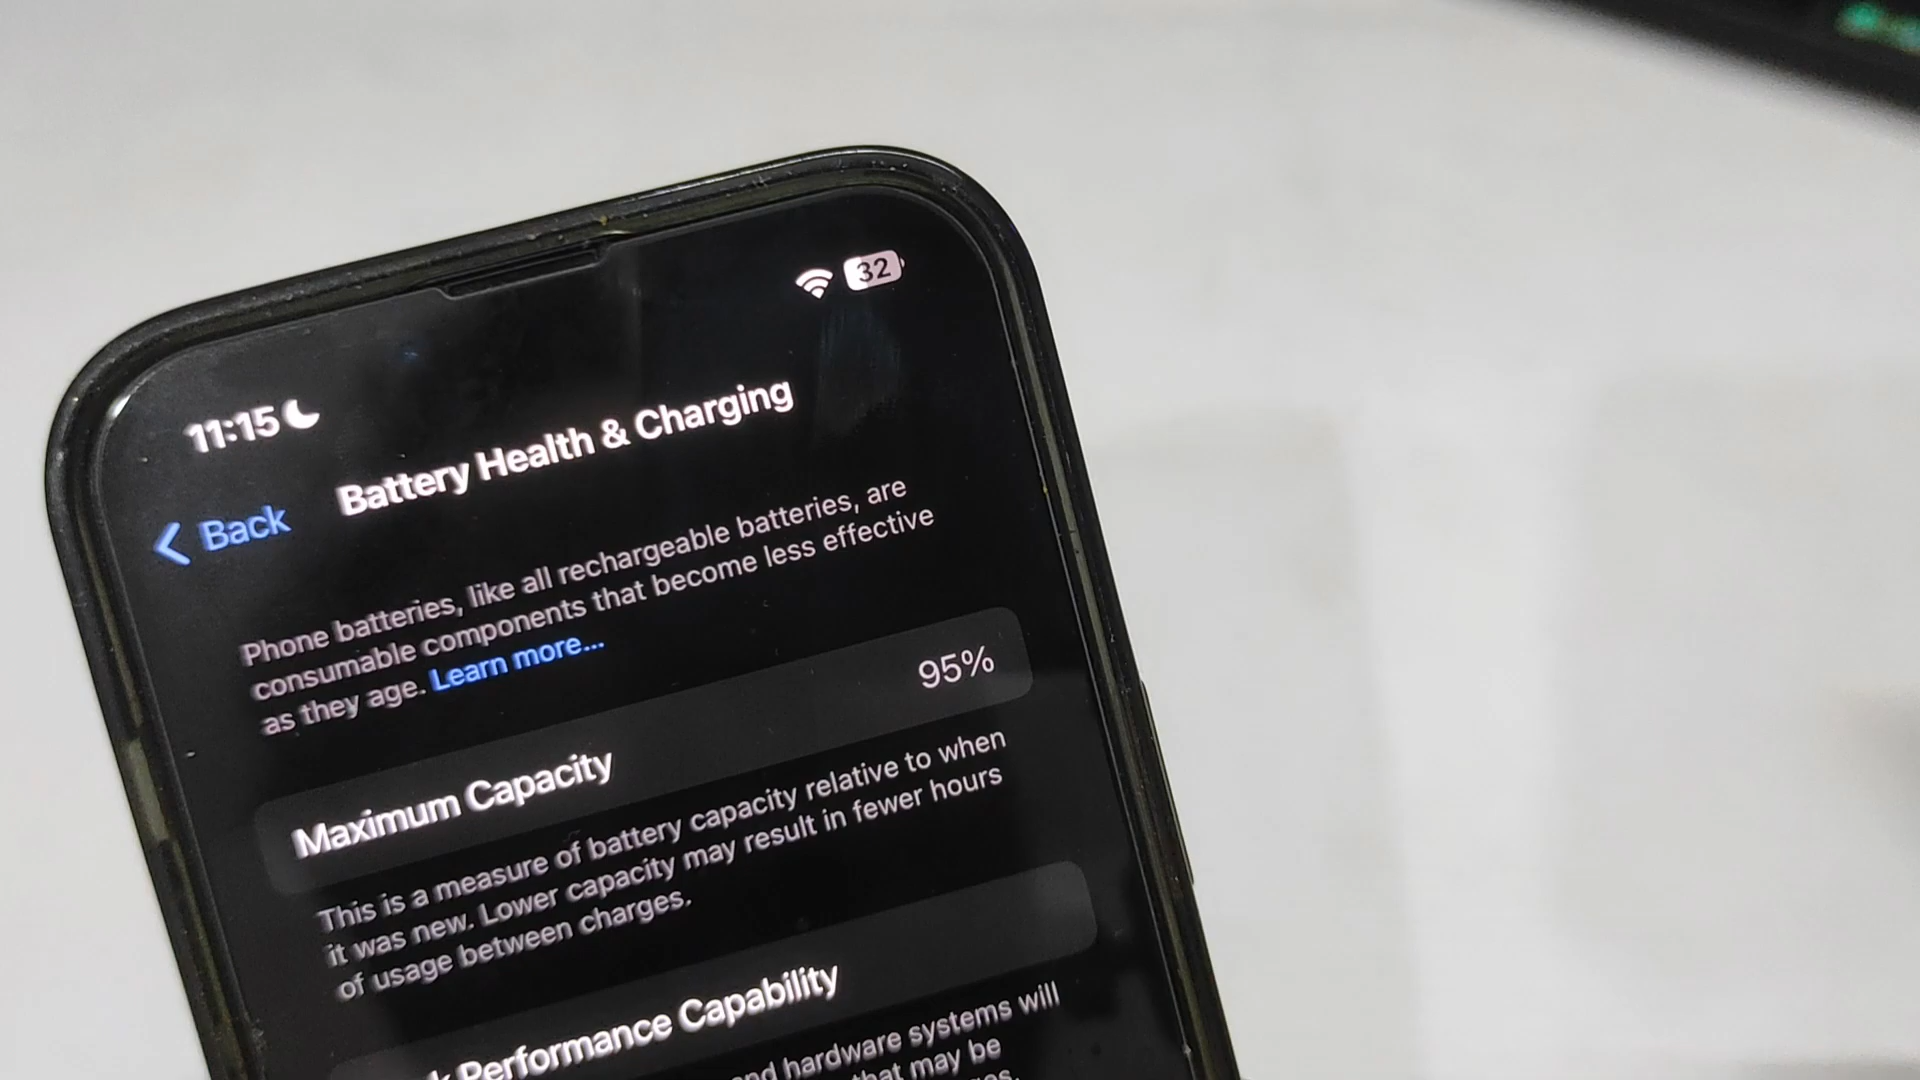 11:15
32
Back
Battery Health & Charging
Phone batteries, like all rechargeable batteries, are
consumable components that become less effective
as they age. Learn more...
Maximum Capacity 95%
This is a measure of battery capacity relative to when
it was new. Lower capacity may result in fewer hours
of usage between charges.
Performance Capability
hardware systems will
that may be